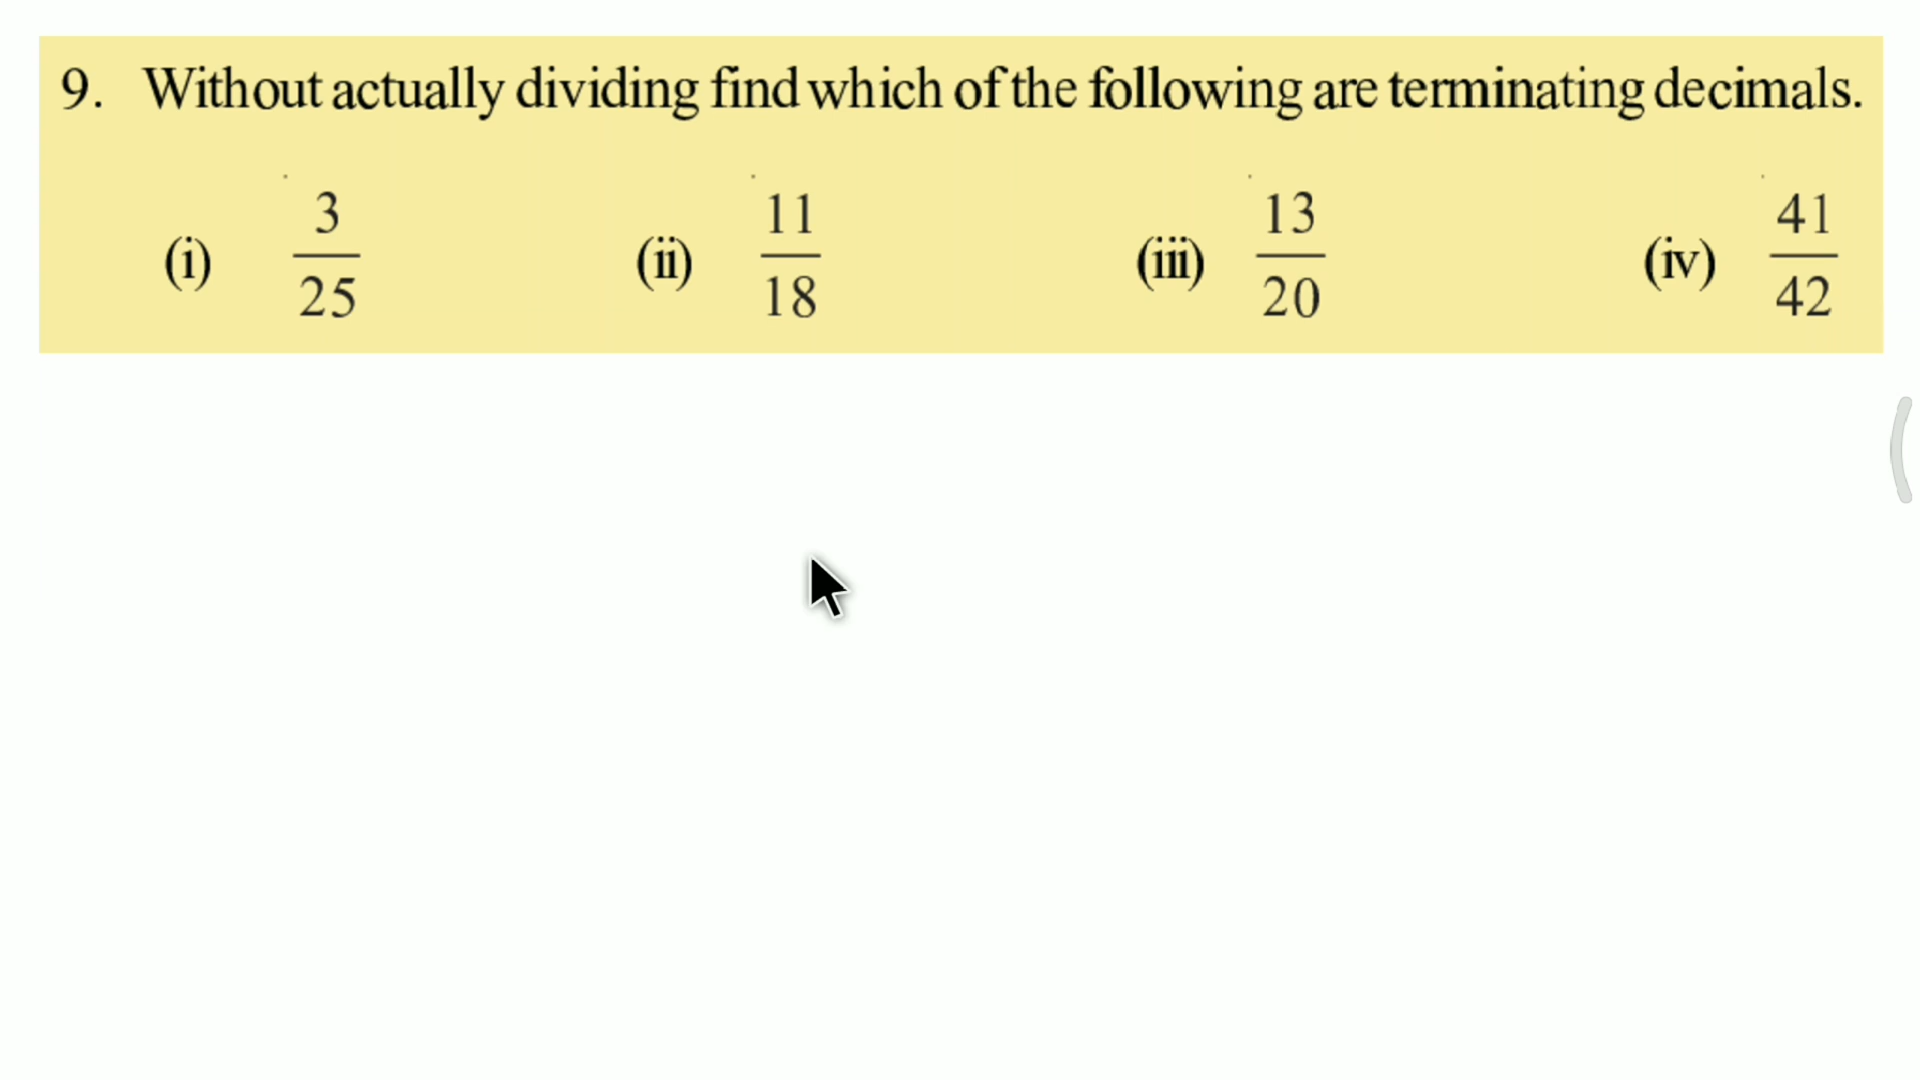 9. Without actually dividing find which of the following are terminating decimals.
(i) 3/25 (ii) 11/18 (iii) 13/20 (iv) 41/42